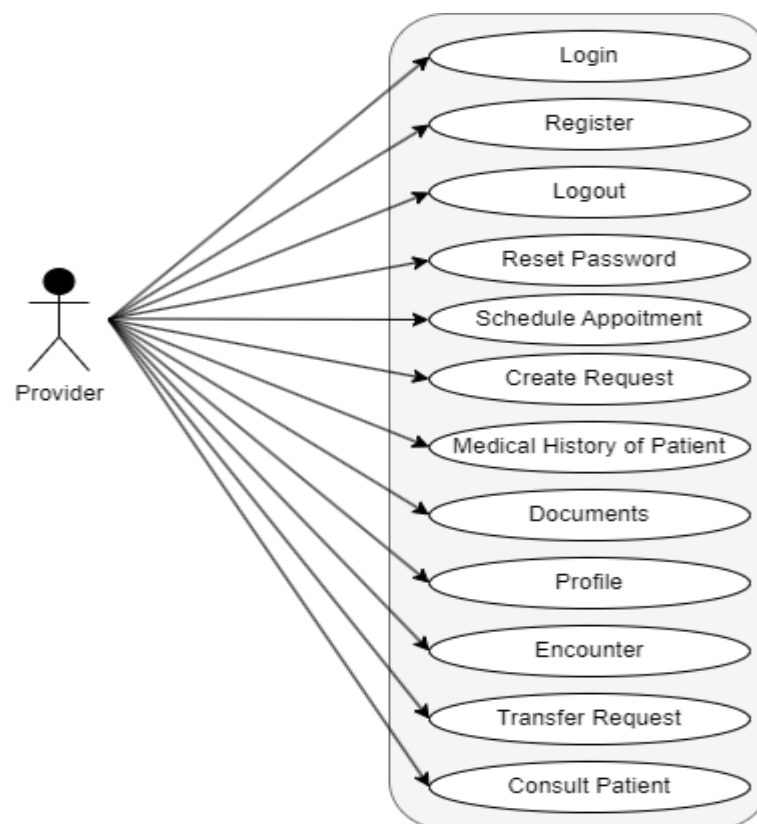 Login
Register
Logout
Reset Password
Schedule Appoitment
Create Request
Provider
Medical History of Patient
Documents
Profile
Encounter
Transfer Request
Consult Patient